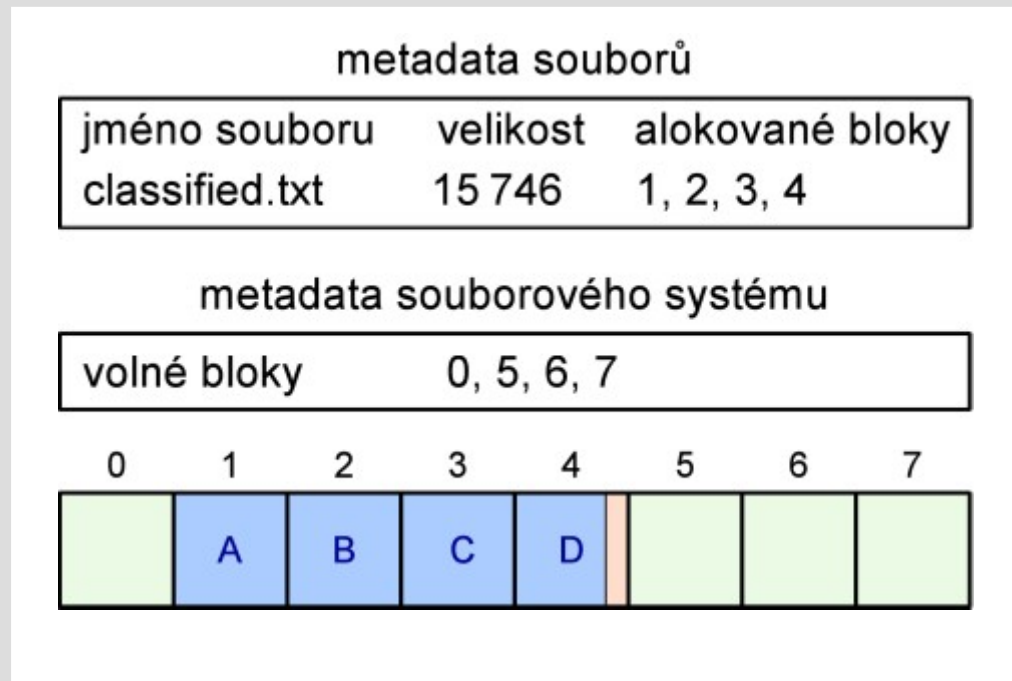 metadata souborů
jméno souboru velikost alokované bloky
classified.txt 15 746 1, 2, 3, 4
metadata souborového systému
volné bloky 0, 5, 6, 7
0 1 2 3 4 5 6 7
A B C D